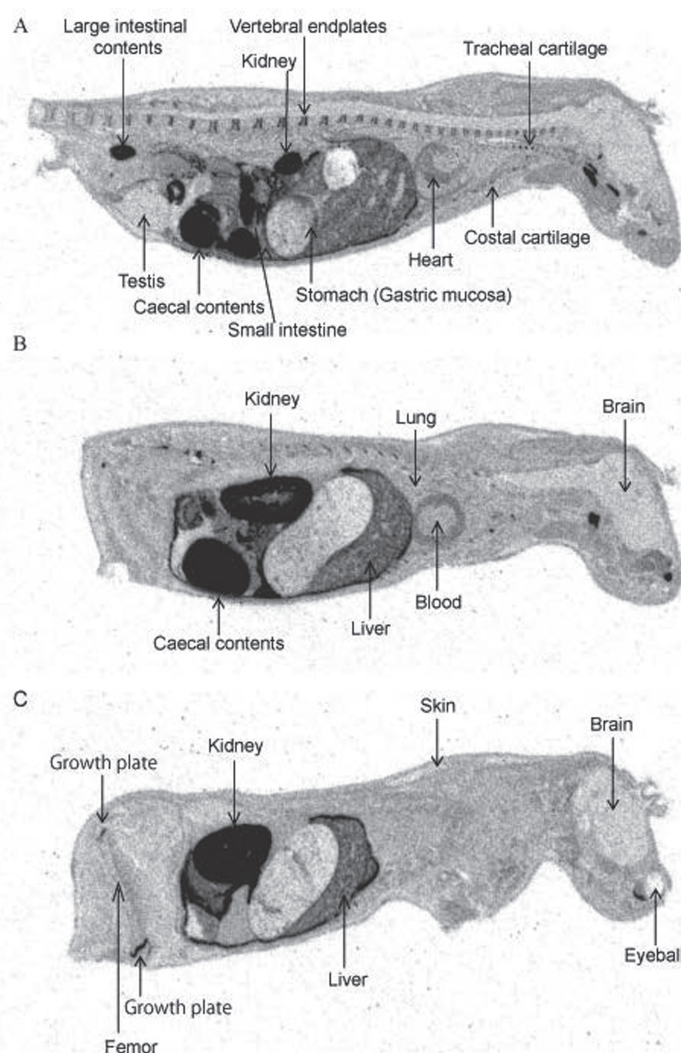 A
Large intestinal
contents
Vertebral endplates
Kidney
Tracheal cartilage
Testis
Caecal contents
Small intestine
Stomach (Gastric mucosa)
Heart
Costal cartilage
B
Kidney
Lung
Brain
Caecal contents
Liver
Blood
C
Growth plate
Kidney
Skin
Brain
Femor
Growth plate
Liver
Eyebal